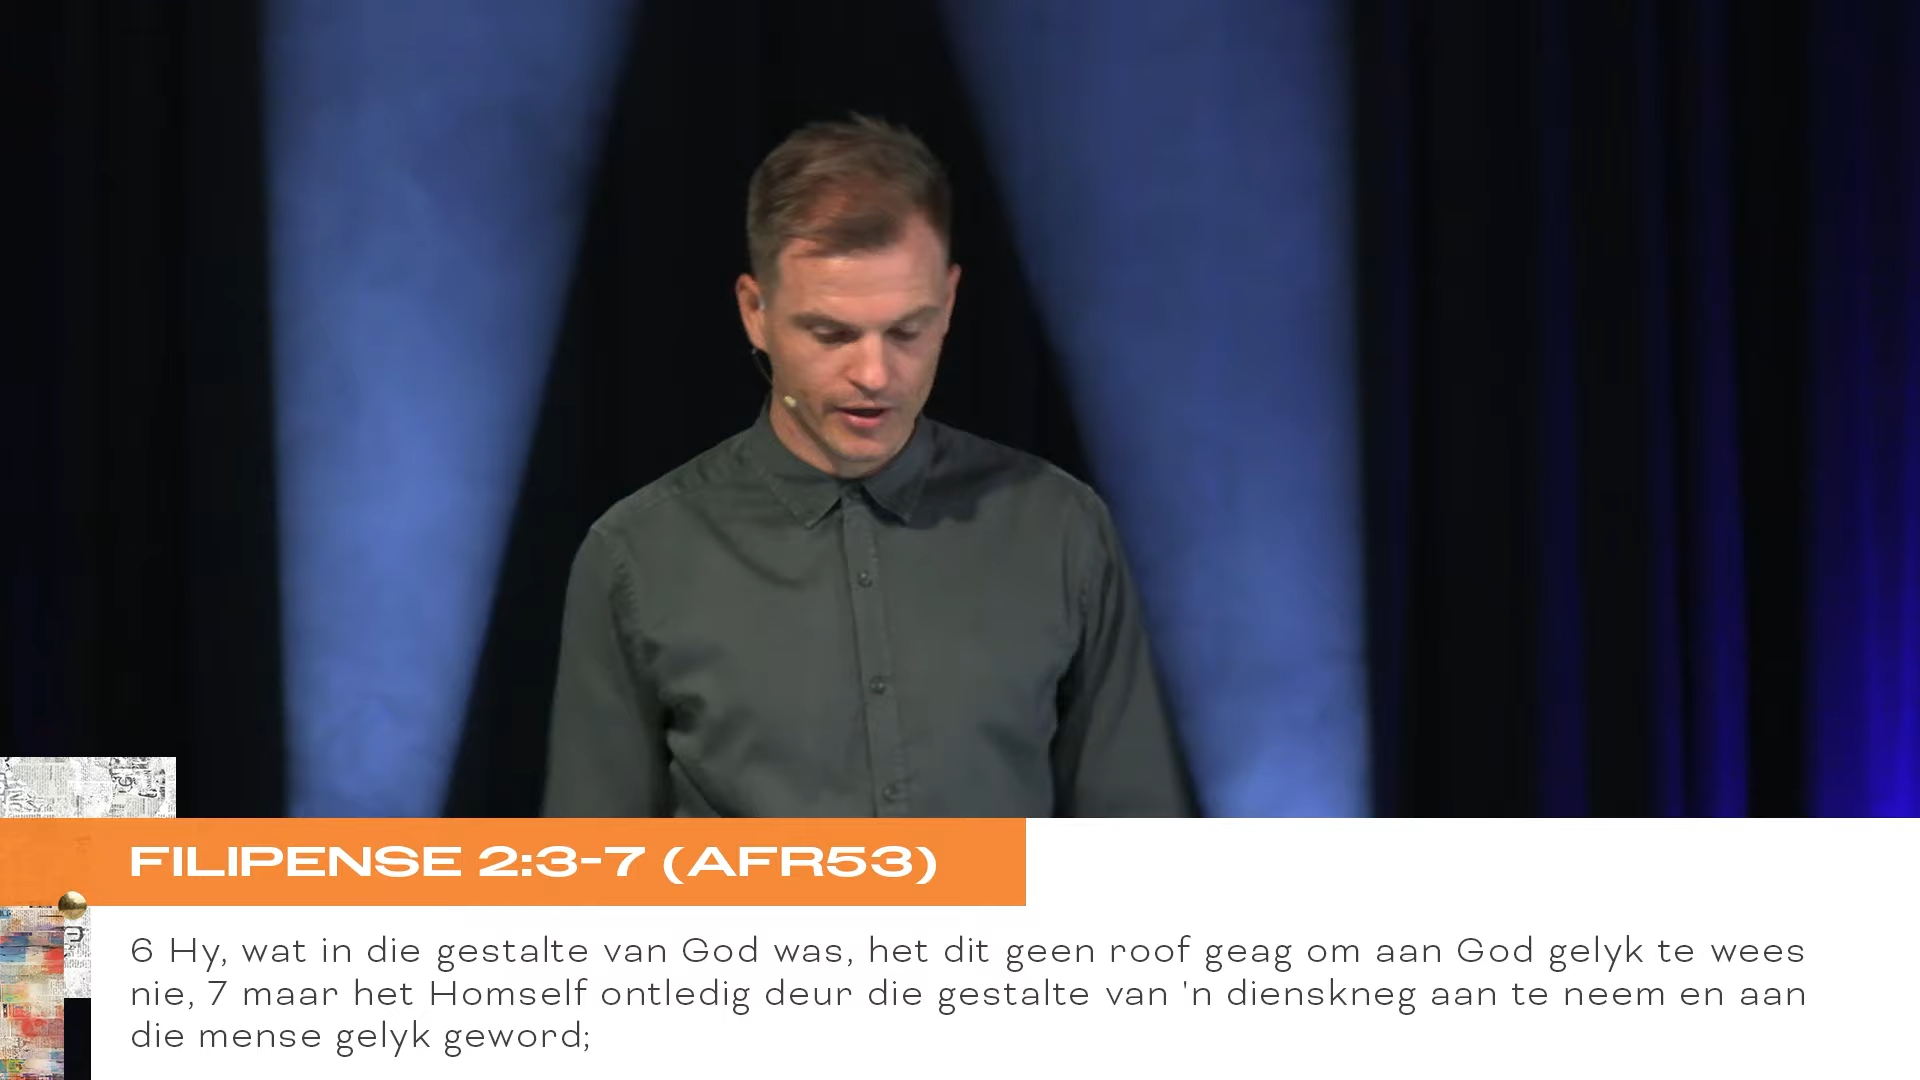 FILIPENSE 2:3-7 (AFR53)
6 Hy, wat in die gestalte van God was, het dit geen roof geag om aan God gelyk te wees
nie, 7 maar het Homself ontledig deur die gestalte van 'n dienskneg aan te neem en aan
die mense gelyk geword;